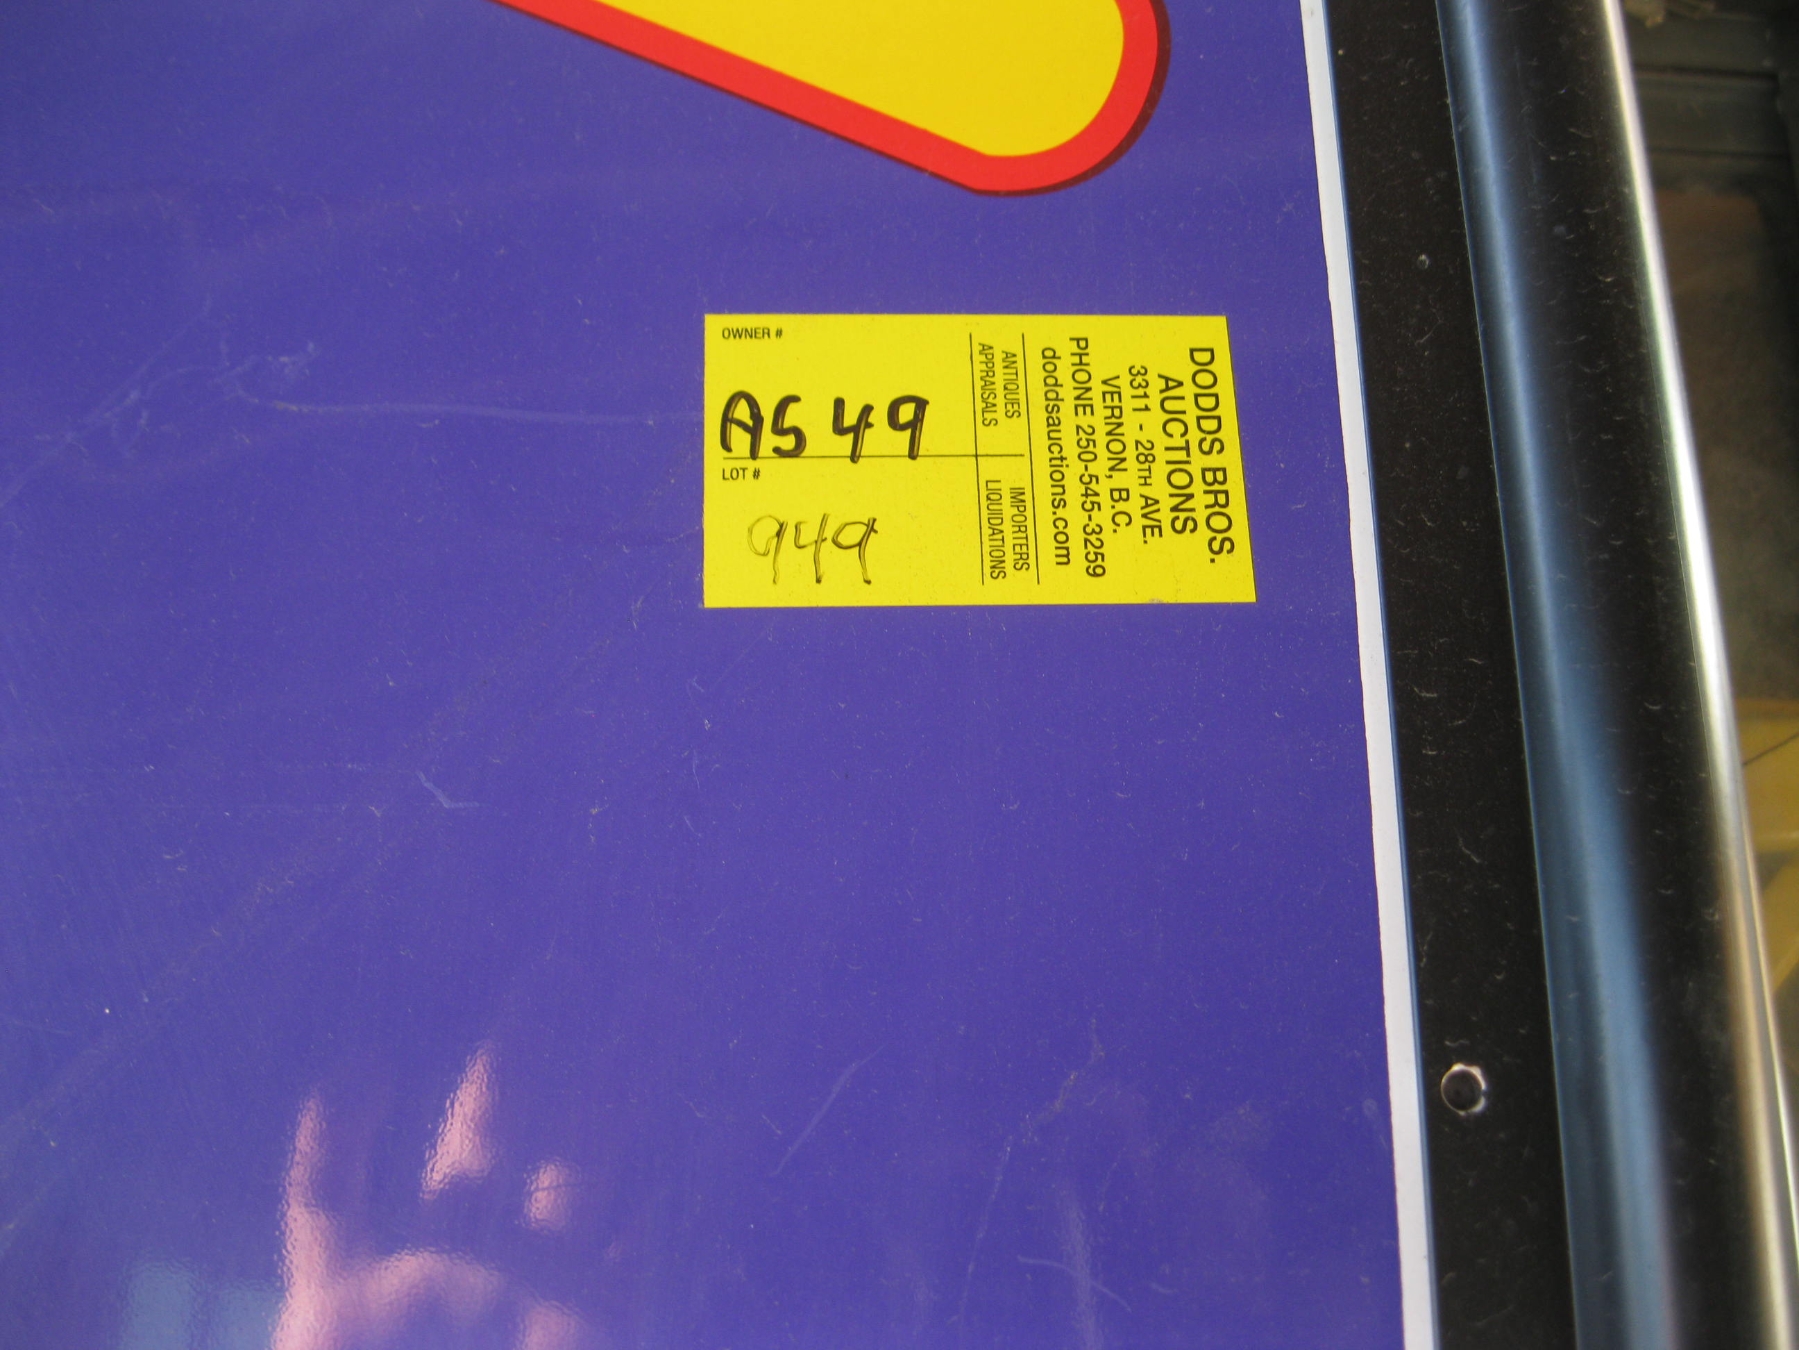 DODDS BROS.
AUCTIONS
3311 - 28TH AVE.
VERNON, B.C.
PHONE 250-545-3259
doddsauctions.com
ANTIQUES IMPORTERS
APPRAISALS LIQUIDATIONS
OWNER #
AS49
LOT #
949